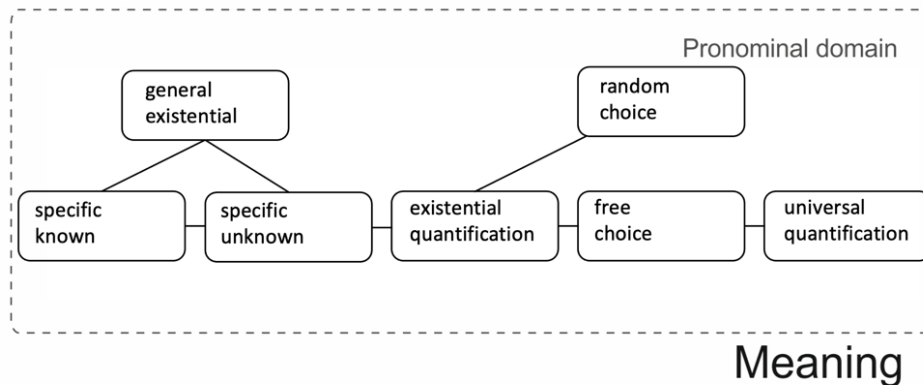 Pronominal domain
general
existential
random
choice
specific
known
specific
unknown
existential
quantification
free
choice
universal
quantification
Meaning